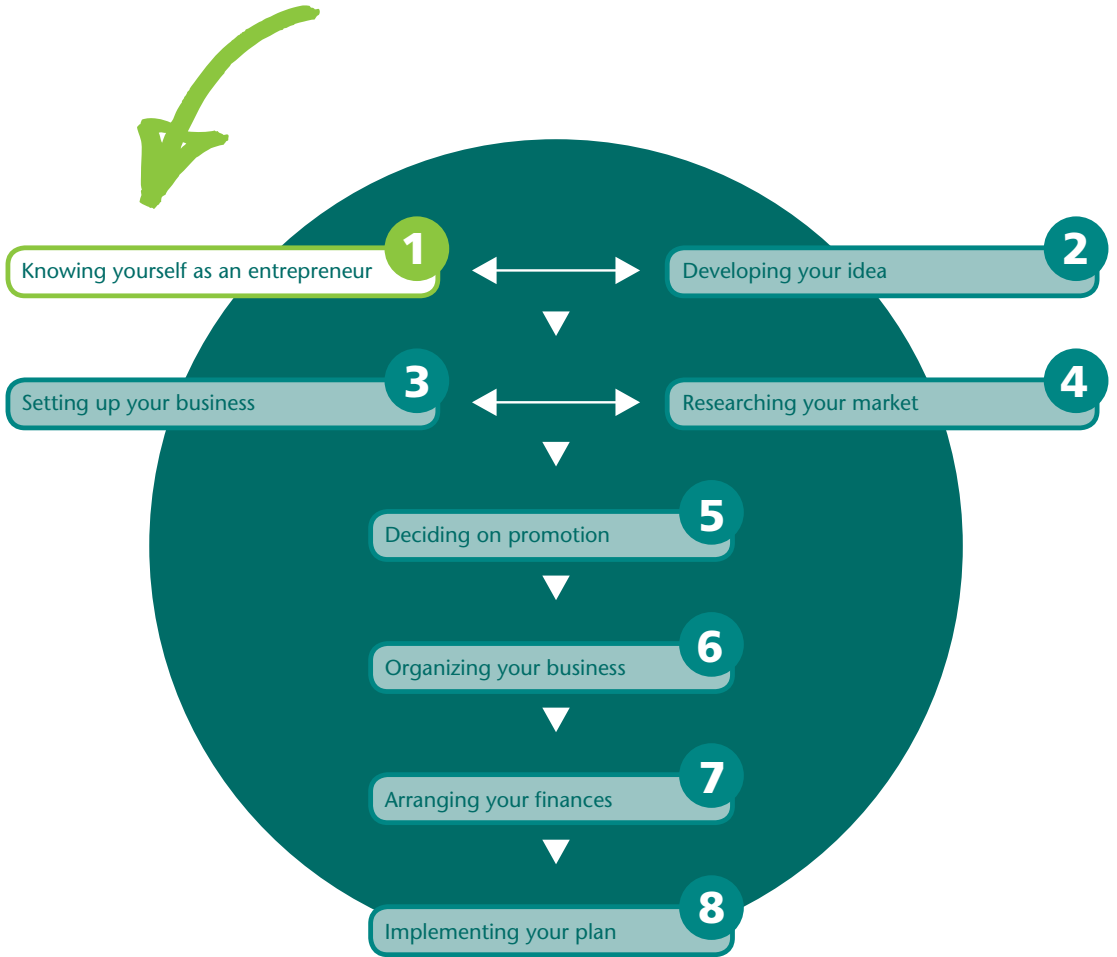 1
Knowing yourself as an entrepreneur
2
Developing your idea
3
Setting up your business
4
Researching your market
5
Deciding on promotion
6
Organizing your business
7
Arranging your finances
8
Implementing your plan